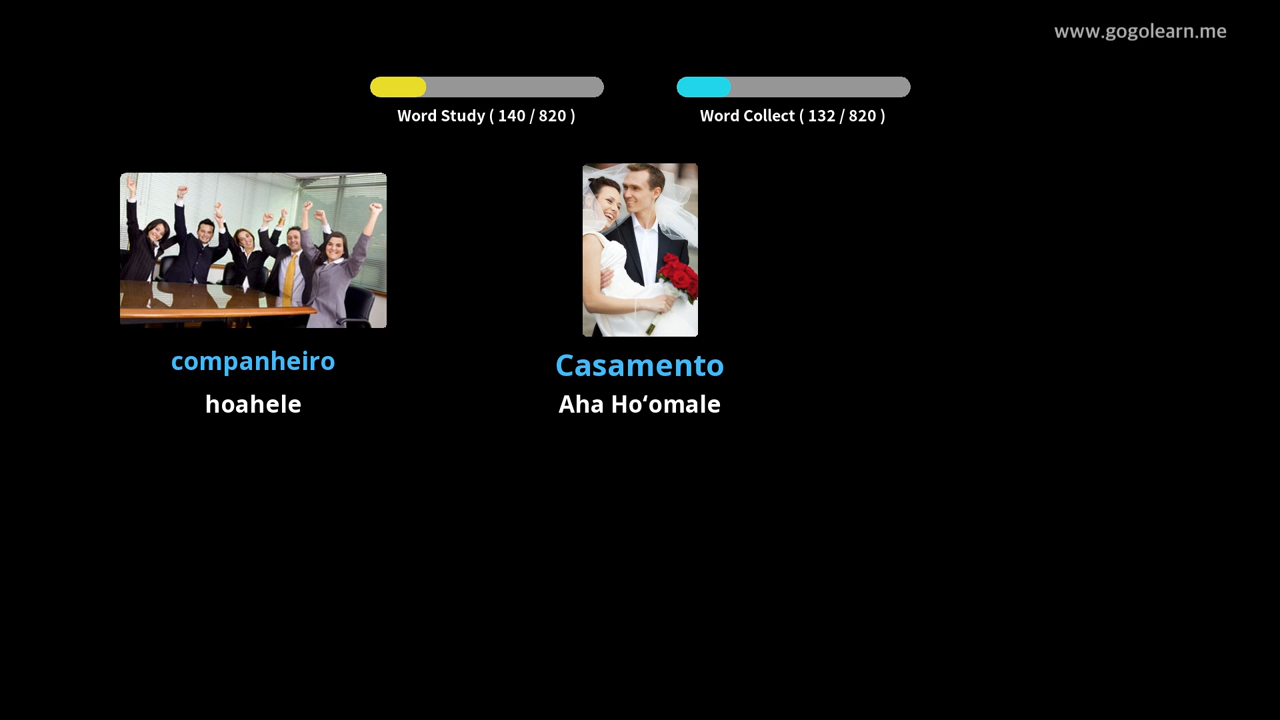 www.gogolearn.me
Word Study ( 140 / 820 )
Word Collect ( 132 / 820 )
companheiro
hoahele
Casamento
Aha Hoʻomale